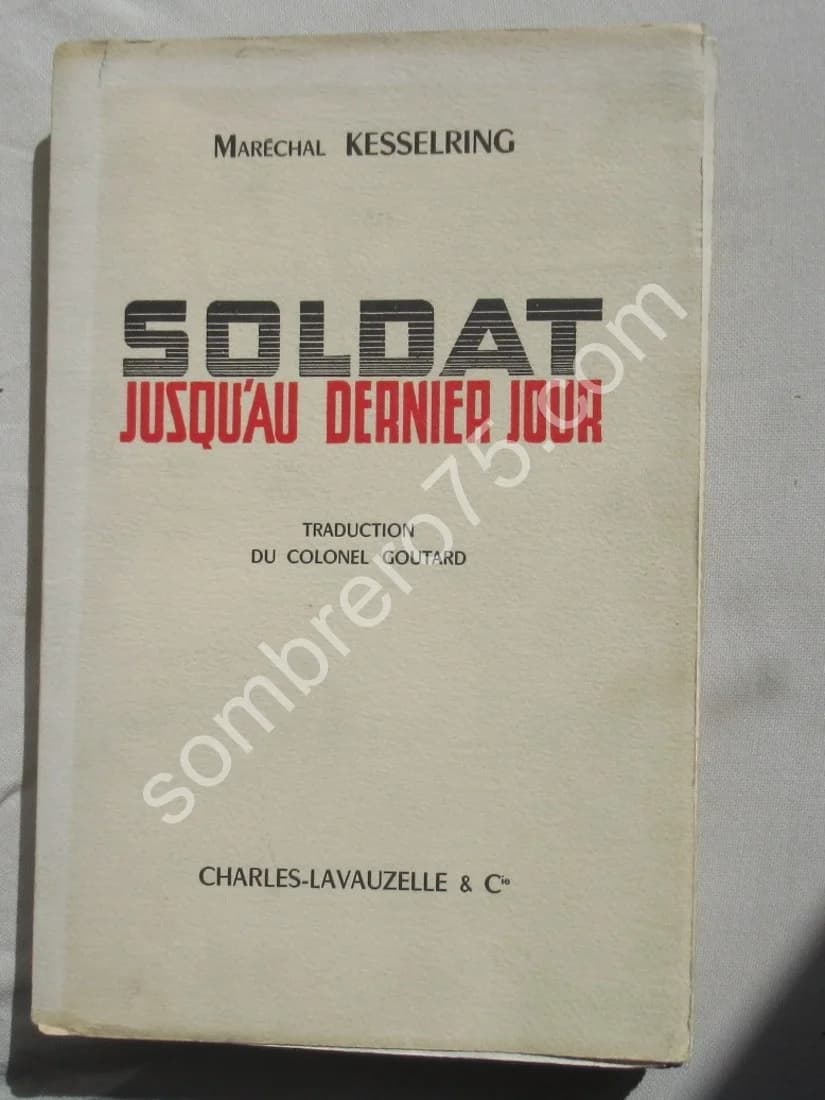 Maréchal KESSELRING
SOLDAT
JUSQU'AU DERNIER JOUR
TRADUCTION
DU COLONEL GOUTARD
CHARLES-LAVAUZELLE & Cie
sombrero75.com